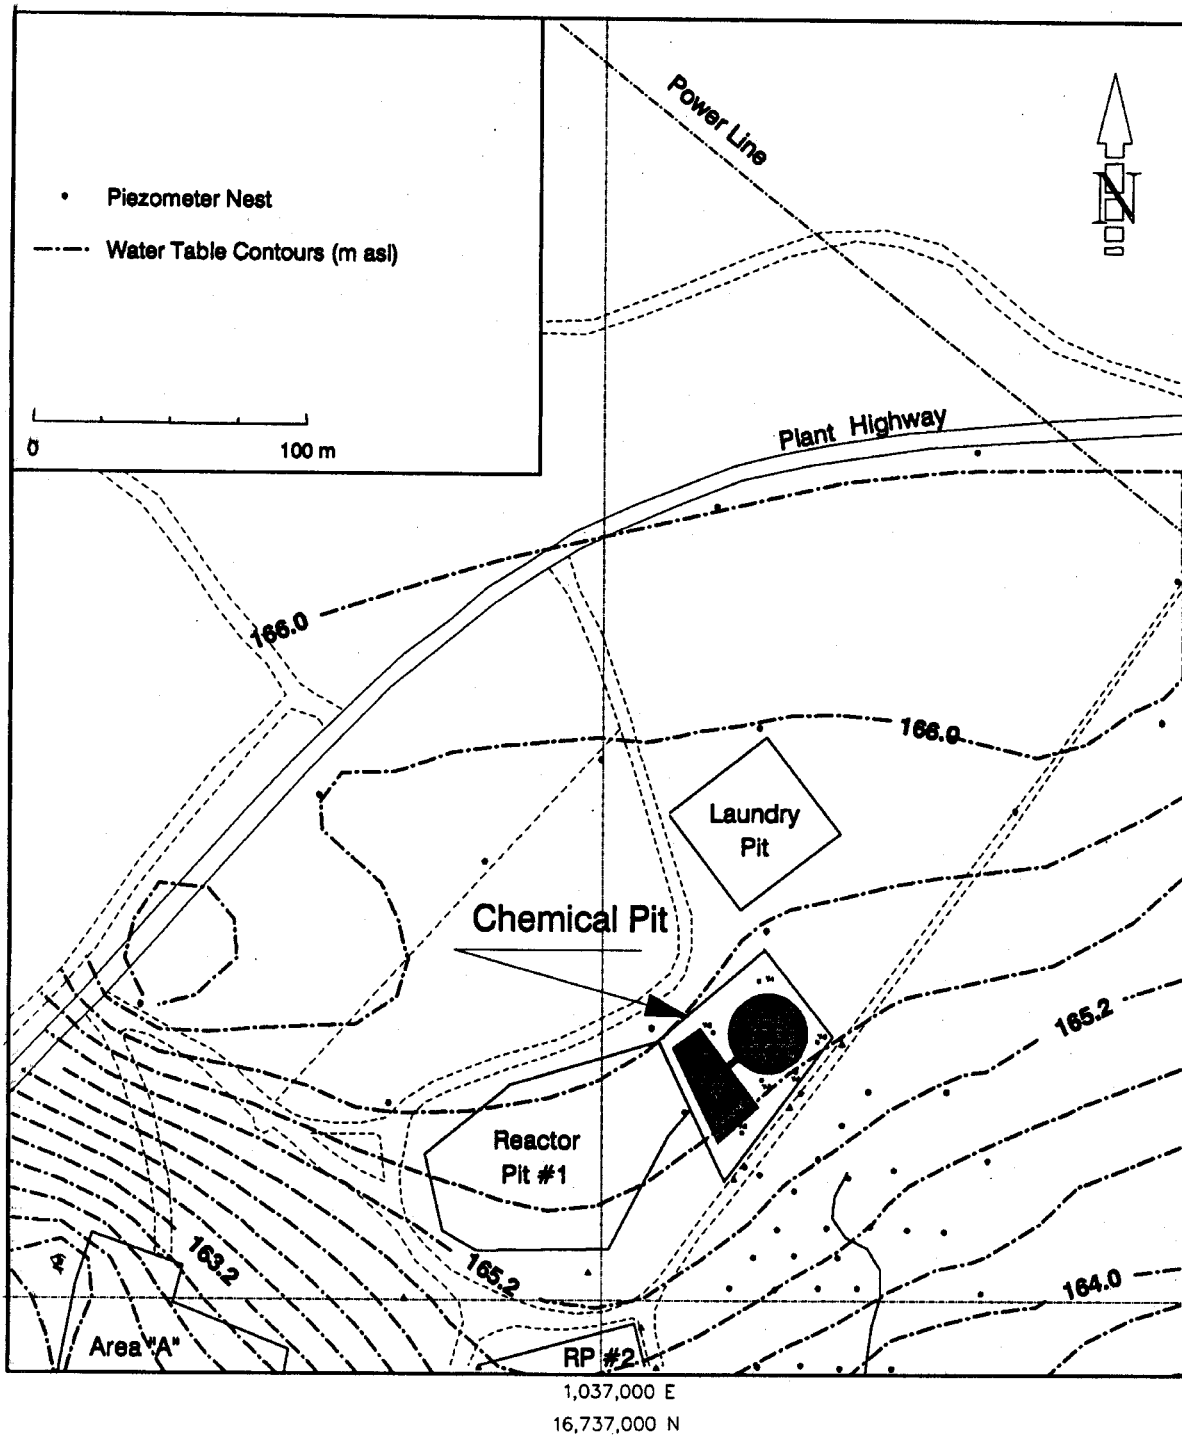 Power Line
N
Piezometer Nest
Water Table Contours (m asl)
0
100 m
Plant Highway
166.0
166.0
Laundry
Pit
Chemical Pit
165.2
Reactor
Pit #1
163.2
165.2
164.0
Area "A"
RP #2
1,037,000 E
16,737,000 N